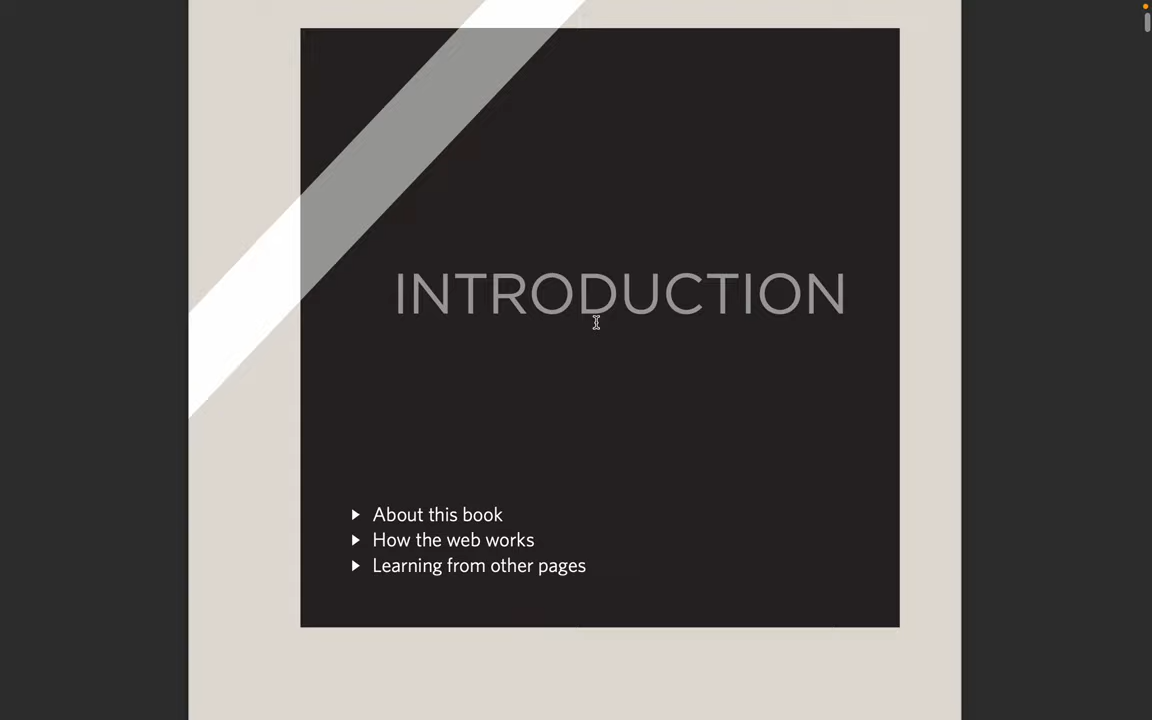 INTRODUCTION
About this book
How the web works
Learning from other pages